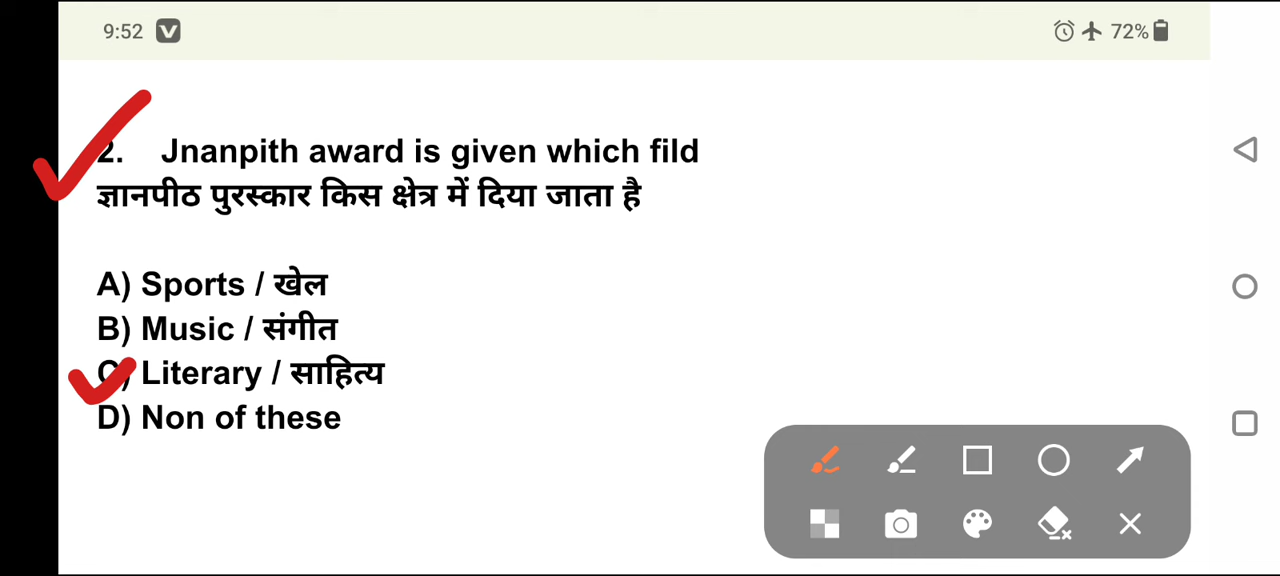 9:52
72%
2. Jnanpith award is given which fild
ज्ञानपीठ पुरस्कार किस क्षेत्र में दिया जाता है
A) Sports / खेल
B) Music / संगीत
C) Literary / साहित्य
D) Non of these